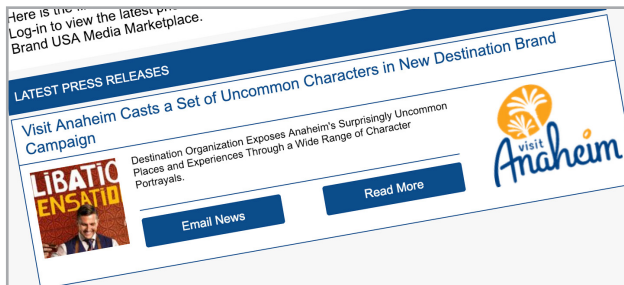 Here is the
Log-in to view the latest
Brand USA Media Marketplace.
LATEST PRESS RELEASES
Visit Anaheim Casts a Set of Uncommon Characters in New Destination Brand
Campaign
Destination Organization Exposes Anaheim's Surprisingly Uncommon
Places and Experiences Through a Wide Range of Character
Portrayals.
LIBATIO
ENSATIO
Email News
Read More
visit
Anaheim